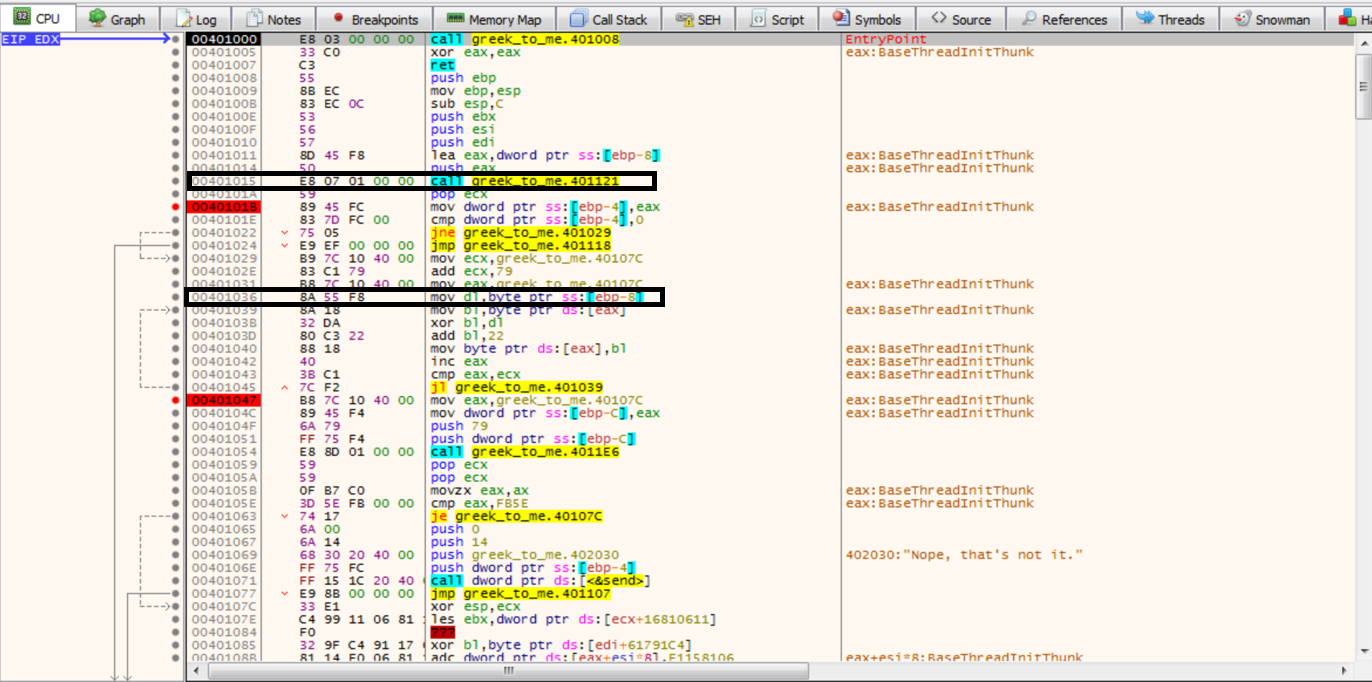 CPU Graph Log Notes Breakpoints Memory Map Call Stack SEH Script Symbols Source References Threads Snowman Ha
EIP EDX 00401000 E8 03 00 00 00 call greek_to_me.401008 EntryPoint
00401005 33 C0 xor eax,eax eax:BaseThreadInitThunk
00401007 C3 ret
00401008 55 push ebp
00401009 8B EC mov ebp,esp
0040100B 83 EC 0C sub esp,C
0040100E 53 push ebx
0040100F 56 push esi
00401010 57 push edi
00401011 8D 45 F8 lea eax,dword ptr ss:[ebp-8] eax:BaseThreadInitThunk
00401014 50 push eax eax:BaseThreadInitThunk
00401015 E8 07 01 00 00 call greek_to_me.401121
0040101A 59 pop ecx
0040101B 89 45 FC mov dword ptr ss:[ebp-4],eax eax:BaseThreadInitThunk
0040101E 83 7D FC 00 cmp dword ptr ss:[ebp-4],0
00401022 75 05 jne greek_to_me.401029
00401024 E9 EF 00 00 00 jmp greek_to_me.401118
00401029 B9 7C 10 40 00 mov ecx,greek_to_me.40107C
0040102E 83 C1 79 add ecx,79
00401031 B8 7C 10 40 00 mov eax,greek_to_me.40107C eax:BaseThreadInitThunk
00401036 8A 55 F8 mov dl,byte ptr ss:[ebp-8]
00401039 8A 18 mov bl,byte ptr ds:[eax] eax:BaseThreadInitThunk
0040103B 32 DA xor bl,dl
0040103D 80 C3 22 add bl,22
00401040 88 18 mov byte ptr ds:[eax],bl eax:BaseThreadInitThunk
00401042 40 inc eax eax:BaseThreadInitThunk
00401043 3B C1 cmp eax,ecx eax:BaseThreadInitThunk
00401045 7C F2 jl greek_to_me.401039
00401047 B8 7C 10 40 00 mov eax,greek_to_me.40107C eax:BaseThreadInitThunk
0040104C 89 45 F4 mov dword ptr ss:[ebp-C],eax eax:BaseThreadInitThunk
0040104F 6A 79 push 79
00401051 FF 75 F4 push dword ptr ss:[ebp-C]
00401054 E8 8D 01 00 00 call greek_to_me.4011E6
00401059 59 pop ecx
0040105A 59 pop ecx
0040105B 0F B7 C0 movzx eax,ax eax:BaseThreadInitThunk
0040105E 3D 5E FB 00 00 cmp eax,FB5E eax:BaseThreadInitThunk
00401063 74 17 je greek_to_me.40107C
00401065 6A 00 push 0
00401067 6A 14 push 14
00401069 68 30 20 40 00 push greek_to_me.402030 402030:"Nope, that's not it."
0040106E FF 75 FC push dword ptr ss:[ebp-4]
00401071 FF 15 1C 20 40 call dword ptr ds:[<&send>]
00401077 E9 8B 00 00 00 jmp greek_to_me.401107
0040107C 33 E1 xor esp,ecx
0040107E C4 99 11 06 81 les ebx,dword ptr ds:[ecx+16810611]
00401084 F0 ???
00401085 32 9F C4 91 17 xor bl,byte ptr ds:[edi+61791C4]
0040108B 81 14 F0 06 81 adc dword ptr ds:[eax+esi*8],F1158106 eax+esi*8:BaseThreadInitThunk